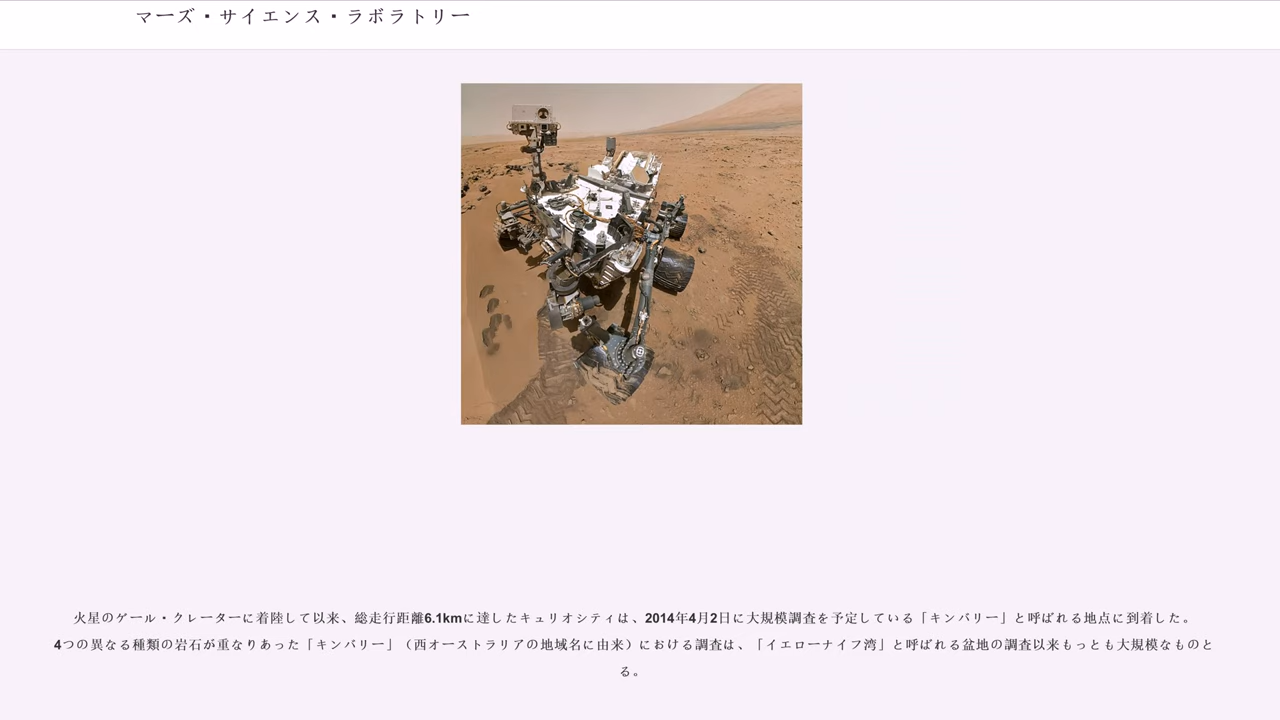 マーズ・サイエンス・ラボラトリー
火星のゲール・クレーターに着陸して以来、総走行距離6.1kmに達したキュリオシティは、2014年4月2日に大規模調査を予定している「キンバリー」と呼ばれる地点に到着した。
4つの異なる種類の岩石が重なりあった「キンバリー」（西オーストラリアの地域名に由来）における調査は、「イエローナイフ湾」と呼ばれる盆地の調査以来もっとも大規模なものと
る。